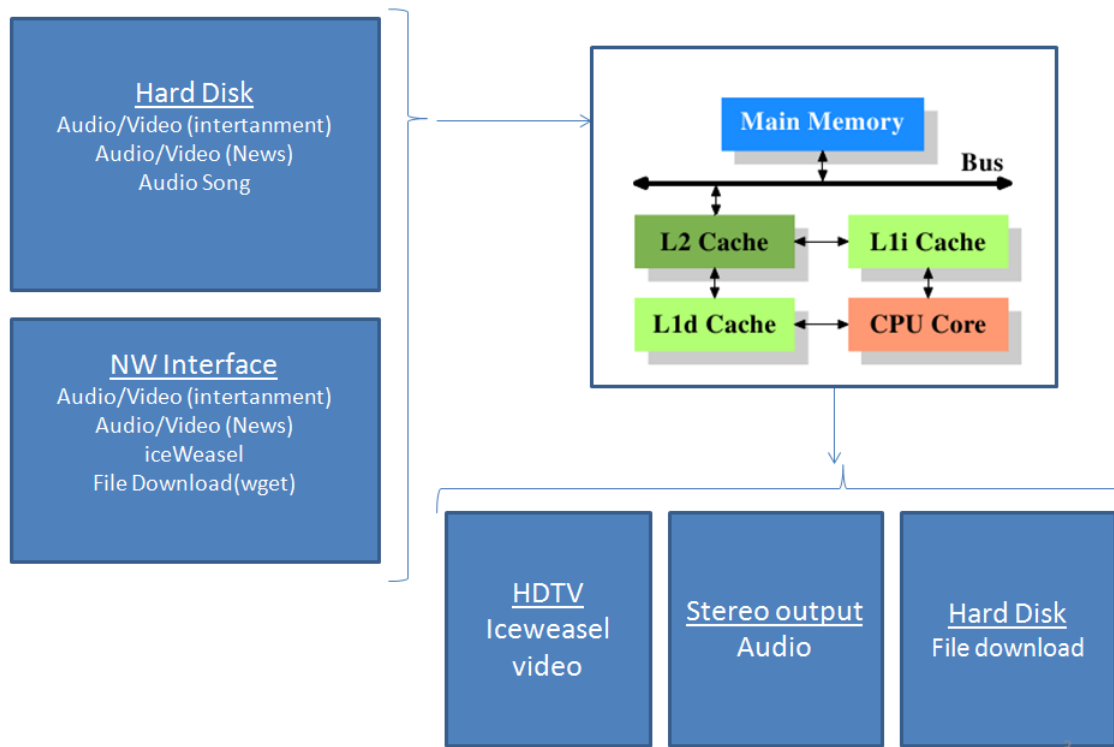 Hard Disk
Audio/Video (intertanment)
Audio/Video (News)
Audio Song
NW Interface
Audio/Video (intertanment)
Audio/Video (News)
iceWeasel
File Download(wget)
Main Memory
Bus
L2 Cache
L1i Cache
L1d Cache
CPU Core
HDTV
Iceweasel
video
Stereo output
Audio
Hard Disk
File download